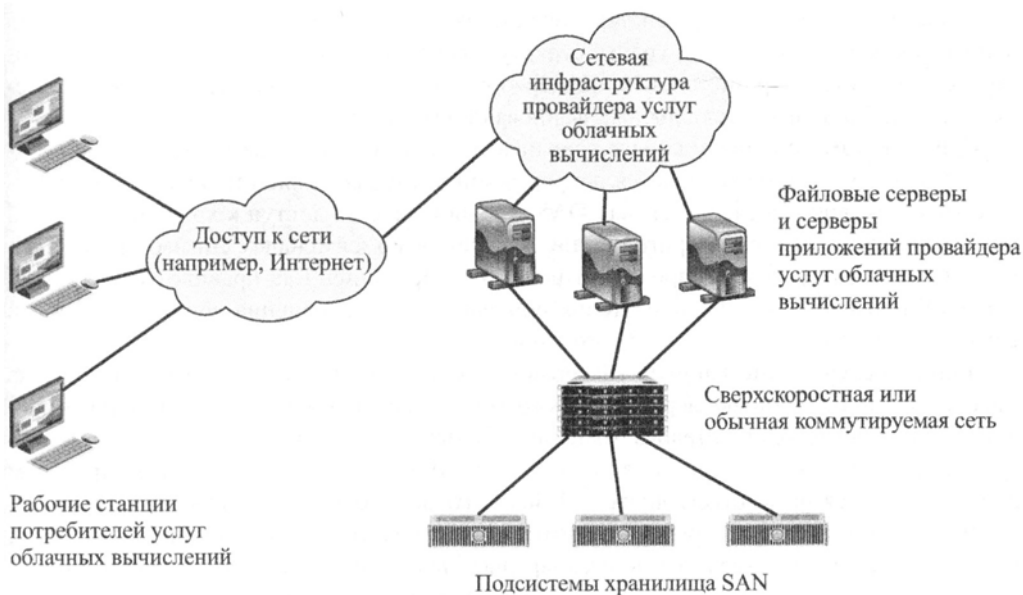 Сетевая
инфраструктура
провайдера услуг
облачных
вычислений
Доступ к сети
(например, Интернет)
Файловые серверы
и серверы
приложений провайдера
услуг облачных
вычислений
Сверхскоростная или
обычная коммутируемая сеть
Рабочие станции
потребителей услуг
облачных вычислений
Подсистемы хранилища SAN